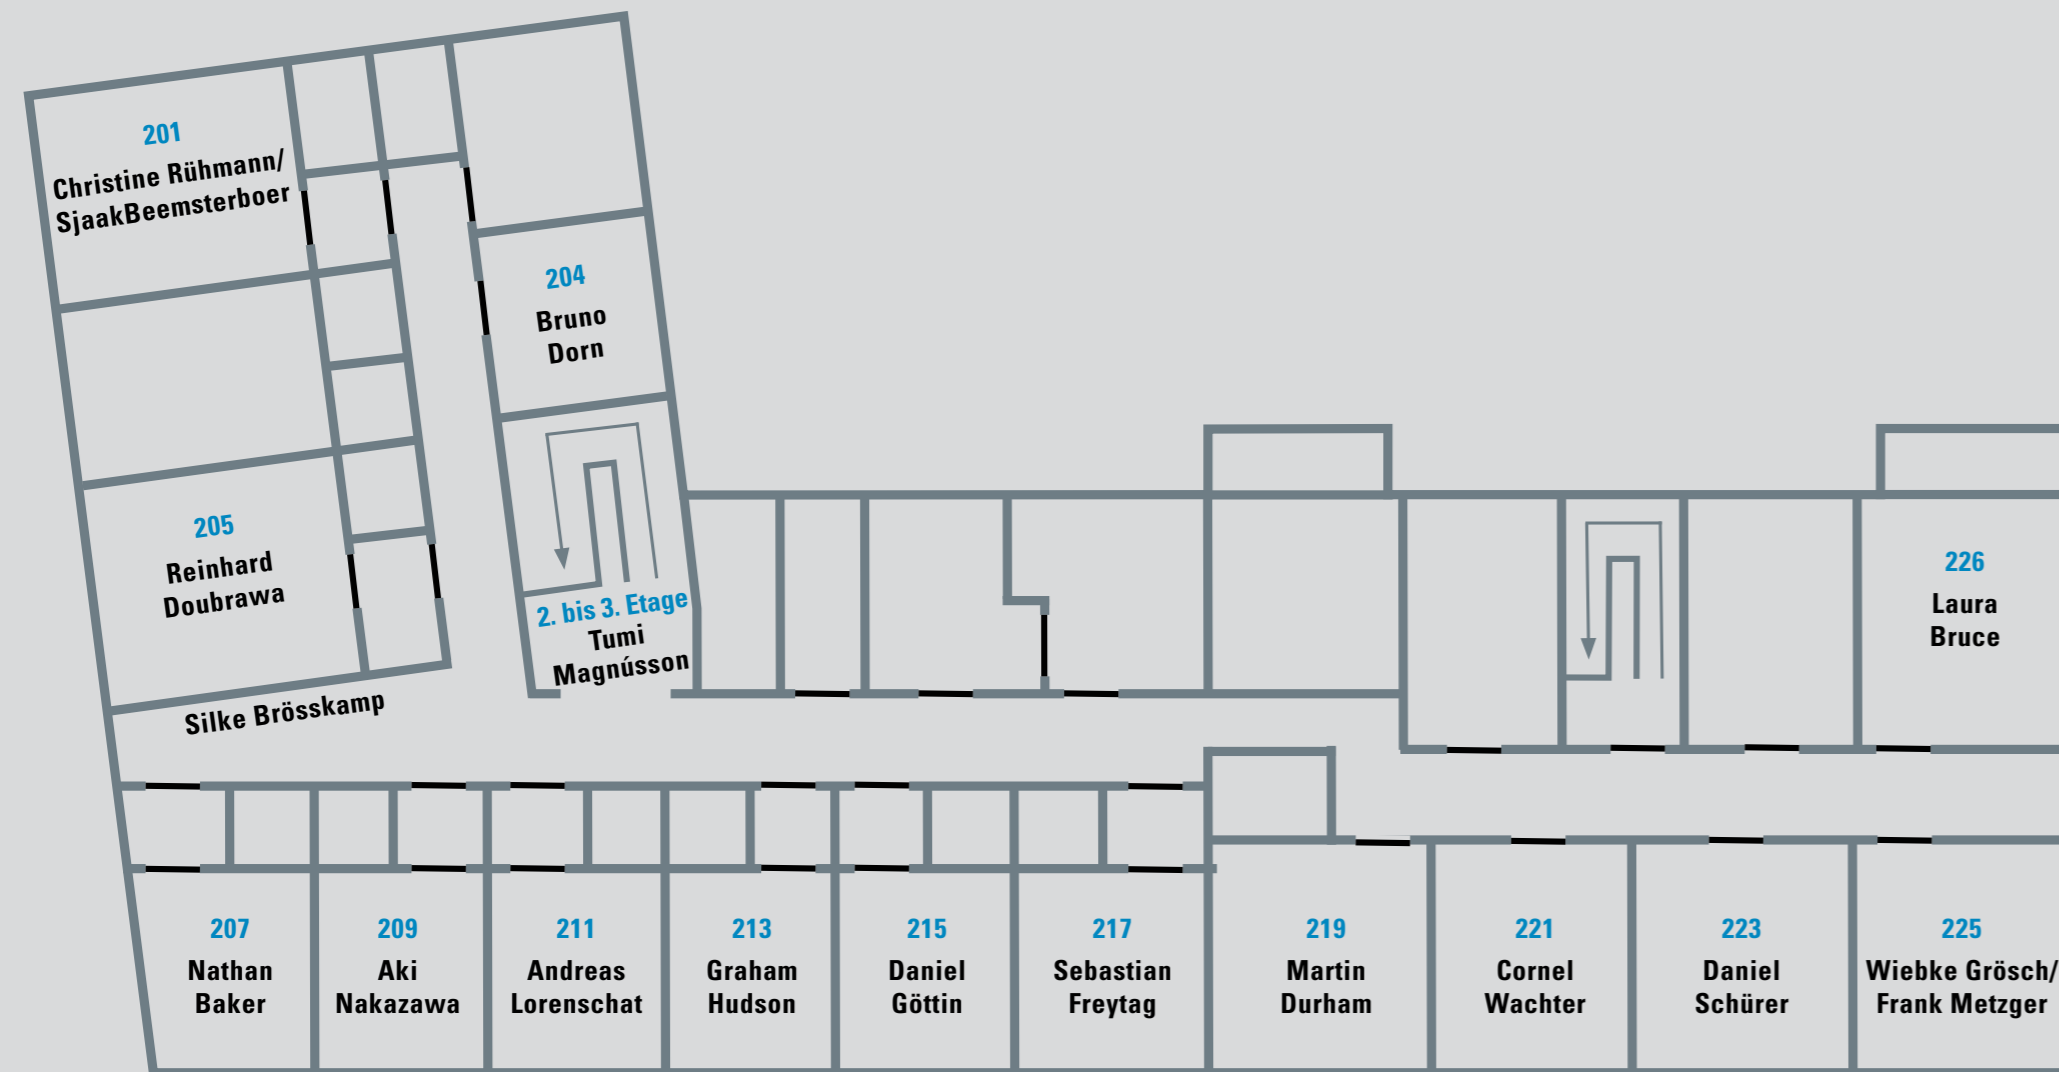 201
Christine Rühmann/
SjaakBeemsterboer
204
Bruno
Dorn
205
Reinhard
Doubrawa
2. bis 3. Etage
Tumi
Magnússon
Silke Brösskamp
226
Laura
Bruce
207
Nathan
Baker
209
Aki
Nakazawa
211
Andreas
Lorenschat
213
Graham
Hudson
215
Daniel
Göttin
217
Sebastian
Freytag
219
Martin
Durham
221
Cornel
Wachter
223
Daniel
Schürer
225
Wiebke Grösch/
Frank Metzger